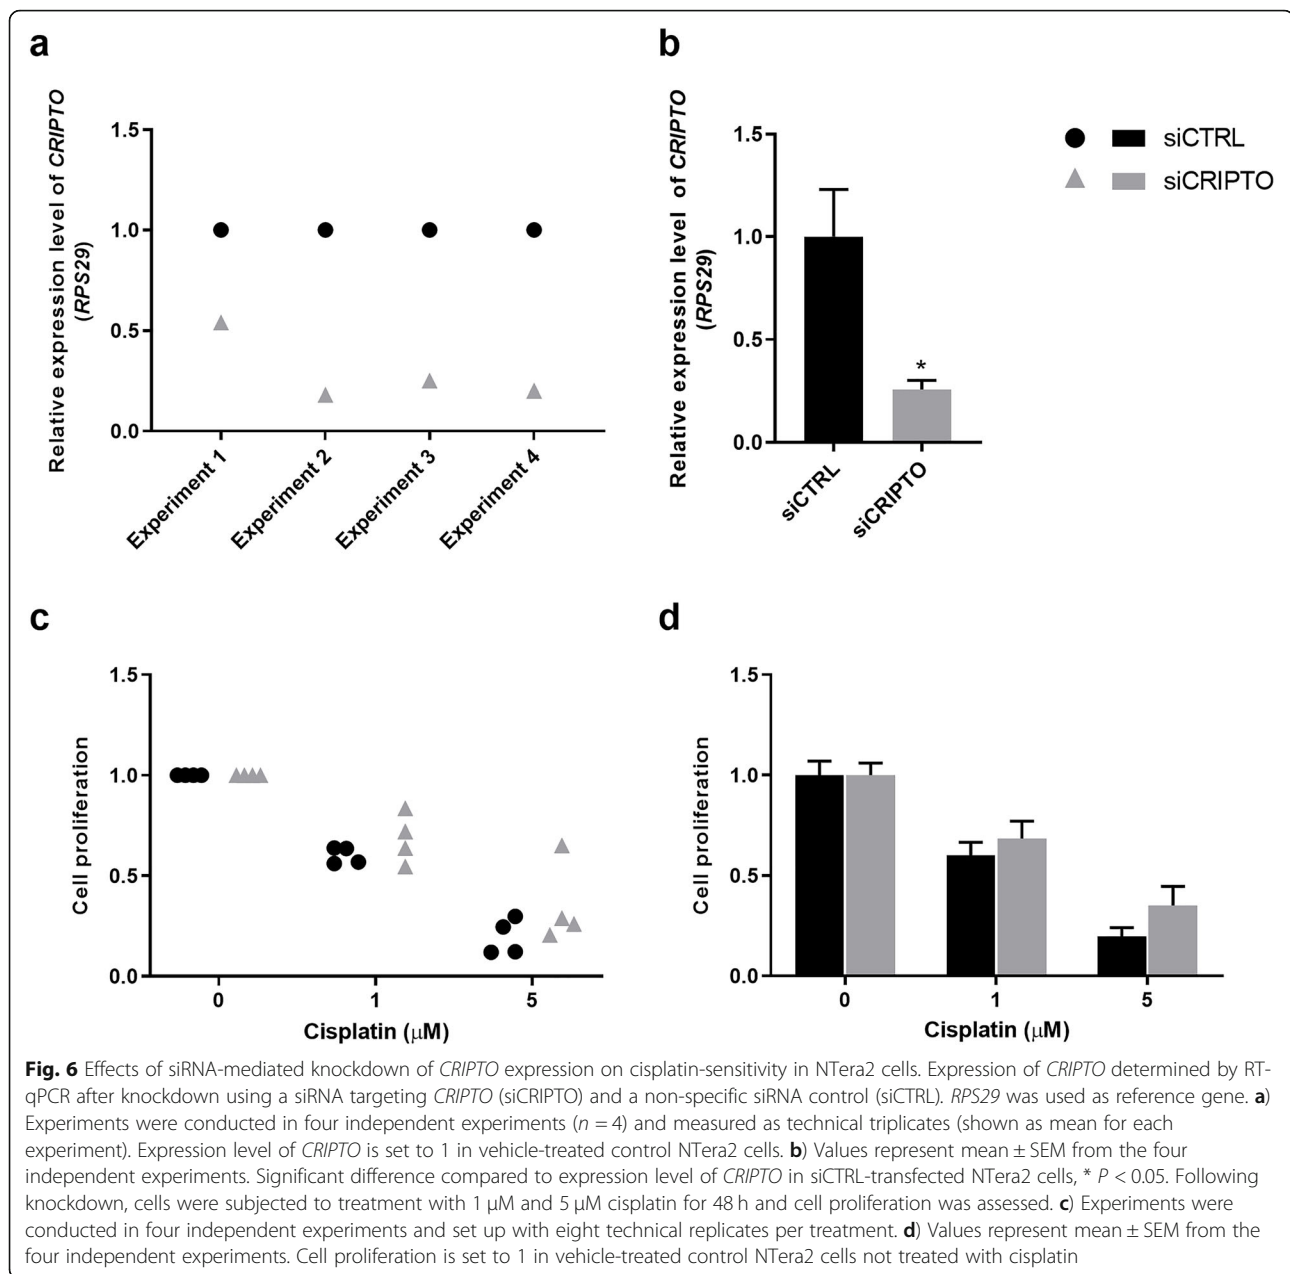 a
Relative expression level of CRIPTO
(RPS29)
1.5
1.0
0.5
0.0
Experiment 1
Experiment 2
Experiment 3
Experiment 4
b
Relative expression level of CRIPTO
(RPS29)
1.5
1.0
0.5
0.0
*
siCTRL
siCRIPTO
siCTRL
siCRIPTO
c
Cell proliferation
1.5
1.0
0.5
0.0
0 1 5
Cisplatin (μM)
d
Cell proliferation
1.5
1.0
0.5
0.0
0 1 5
Cisplatin (μM)
Fig. 6 Effects of siRNA-mediated knockdown of CRIPTO expression on cisplatin-sensitivity in NTera2 cells. Expression of CRIPTO determined by RT-
qPCR after knockdown using a siRNA targeting CRIPTO (siCRIPTO) and a non-specific siRNA control (siCTRL). RPS29 was used as reference gene. a)
Experiments were conducted in four independent experiments (n = 4) and measured as technical triplicates (shown as mean for each
experiment). Expression level of CRIPTO is set to 1 in vehicle-treated control NTera2 cells. b) Values represent mean ± SEM from the four
independent experiments. Significant difference compared to expression level of CRIPTO in siCTRL-transfected NTera2 cells, * P < 0.05. Following
knockdown, cells were subjected to treatment with 1 μM and 5 μM cisplatin for 48 h and cell proliferation was assessed. c) Experiments were
conducted in four independent experiments and set up with eight technical replicates per treatment. d) Values represent mean ± SEM from the
four independent experiments. Cell proliferation is set to 1 in vehicle-treated control NTera2 cells not treated with cisplatin